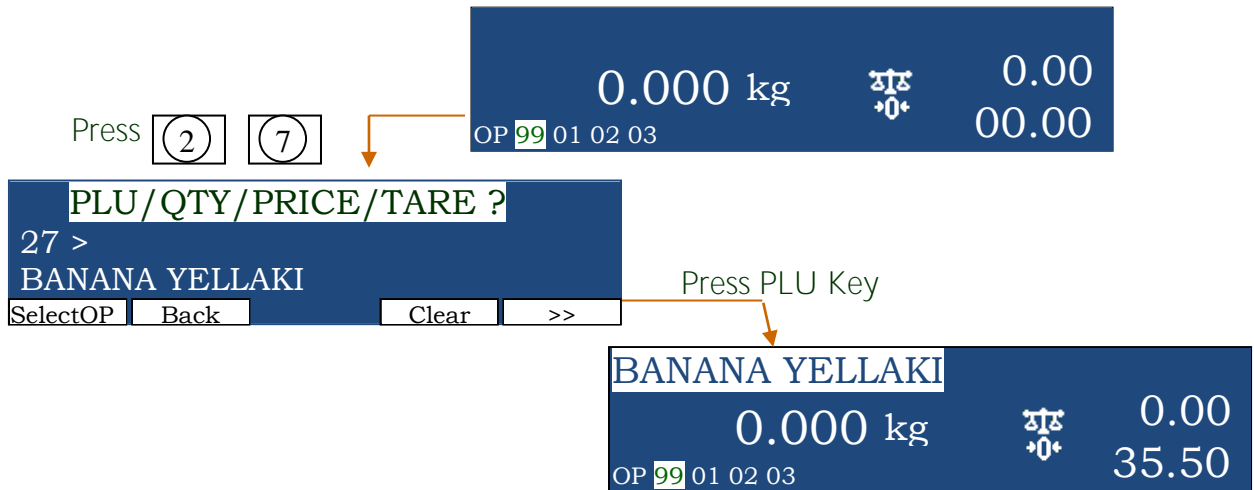 0.000 kg 0.00
→0← 00.00
OP 99 01 02 03
Press 2 7
PLU/QTY/PRICE/TARE ?
27 >
BANANA YELLAKI
SelectOP Back Clear >>
Press PLU Key
BANANA YELLAKI
0.000 kg 0.00
→0← 35.50
OP 99 01 02 03